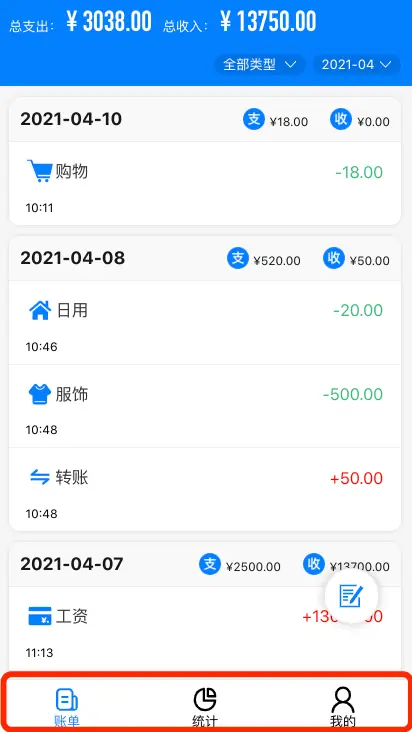 总支出： ¥ 3038.00 总收入： ¥ 13750.00
全部类型 2021-04
2021-04-10 支 ¥18.00 收 ¥0.00
购物 -18.00
10:11
2021-04-08 支 ¥520.00 收 ¥50.00
日用 -20.00
10:46
服饰 -500.00
10:48
转账 +50.00
10:48
2021-04-07 支 ¥2500.00 收 ¥13700.00
工资
11:13
账单 统计 我的